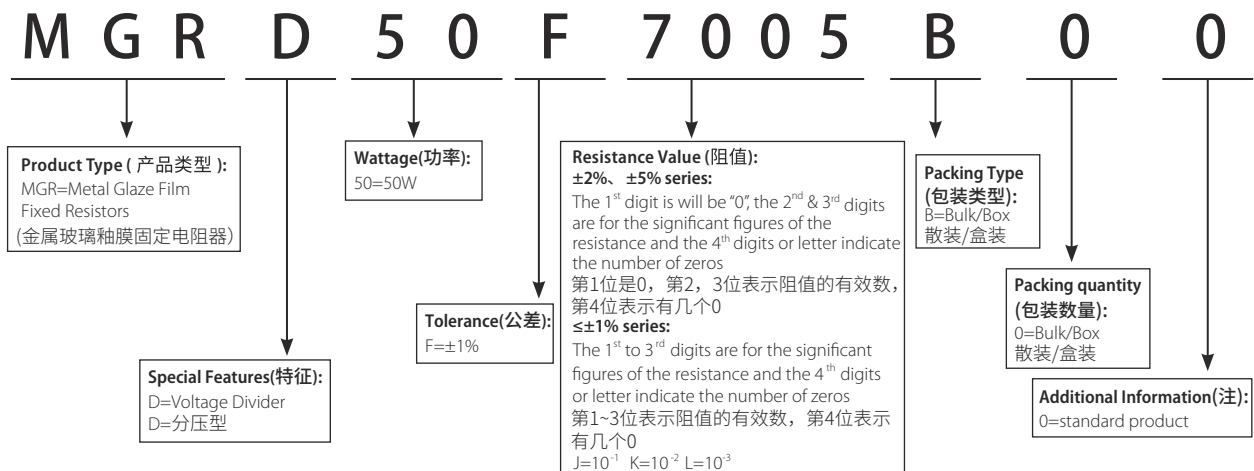 M G R D 5 0 F 7 0 0 5 B 0 0
Product Type ( 产品类型 ):
MGR=Metal Glaze Film
Fixed Resistors
(金属玻璃釉膜固定电阻器)
Special Features(特征):
D=Voltage Divider
D=分压型
Wattage(功率):
50=50W
Tolerance(公差):
F=±1%
Resistance Value (阻值):
±2%、±5% series:
The 1st digit is will be "0", the 2nd & 3rd digits
are for the significant figures of the
resistance and the 4th digits or letter indicate
the number of zeros
第1位是0，第2，3位表示阻值的有效数，
第4位表示有几个0
≤±1% series:
The 1st to 3rd digits are for the significant
figures of the resistance and the 4th digits
or letter indicate the number of zeros
第1~3位表示阻值的有效数，第4位表示
有几个0
J=10⁻¹ K=10⁻² L=10⁻³
Packing Type
(包装类型):
B=Bulk/Box
散装/盒装
Packing quantity
(包装数量):
0=Bulk/Box
散装/盒装
Additional Information(注):
0=standard product